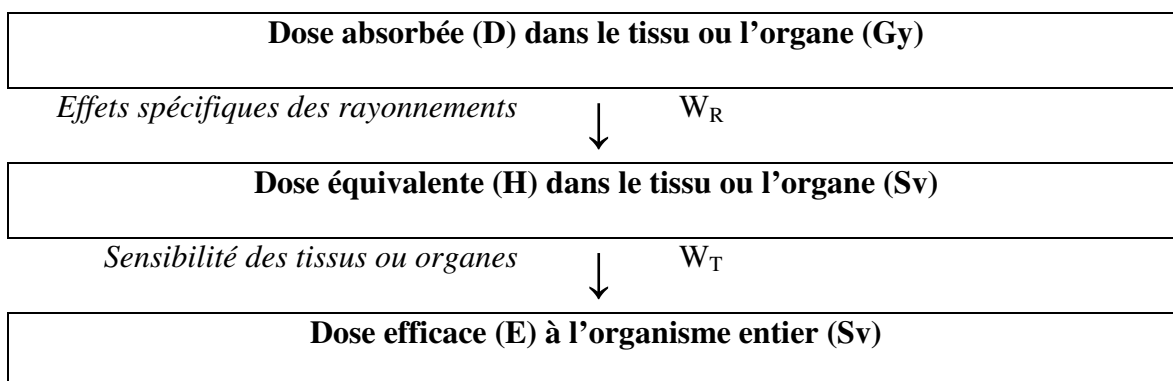 Dose absorbée (D) dans le tissu ou l’organe (Gy)
Effets spécifiques des rayonnements ↓ W_R
Dose équivalente (H) dans le tissu ou l’organe (Sv)
Sensibilité des tissus ou organes ↓ W_T
Dose efficace (E) à l’organisme entier (Sv)